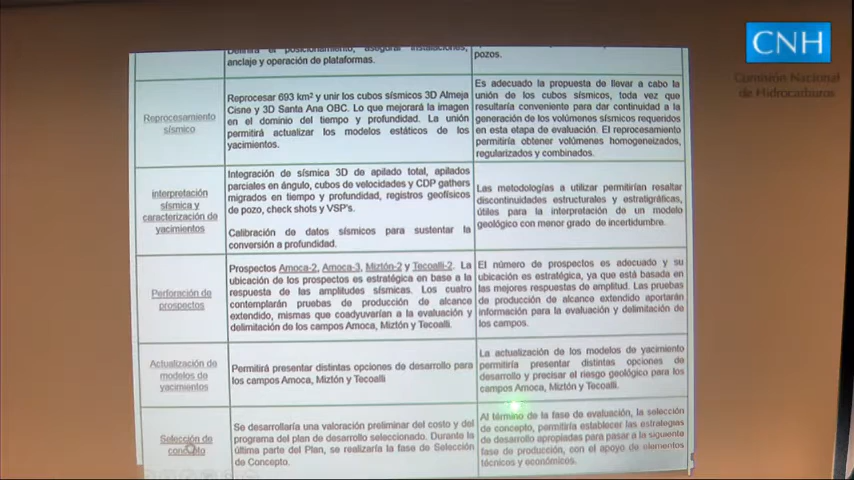 CNH
Comisión Nacional
de Hidrocarburos
Definirá el posicionamiento, asegurar instalaciones,
anclaje y operación de plataformas.
pozos.
Reprocesamiento
sísmico
Reprocesar 693 km² y unir los cubos sísmicos 3D Almeja
Cisne y 3D Santa Ana OBC. Lo que mejorará la imagen
en el dominio del tiempo y profundidad. La unión
permitirá actualizar los modelos estáticos de los
yacimientos.
Es adecuado la propuesta de llevar a cabo la
unión de los cubos sísmicos, toda vez que
resultaría conveniente para dar continuidad a la
generación de los volúmenes sísmicos requeridos
en esta etapa de evaluación. El reprocesamiento
permitiría obtener volúmenes homogeneizados,
regularizados y combinados.
interpretación
sísmica y
caracterización de
yacimientos
Integración de sísmica 3D de apilado total, apilados
parciales en ángulo, cubos de velocidades y CDP gathers
migrados en tiempo y profundidad, registros geofísicos
de pozo, check shots y VSP's.
Calibración de datos sísmicos para sustentar la
conversión a profundidad.
Las metodologías a utilizar permitirían resaltar
discontinuidades estructurales y estratigráficas,
útiles para la interpretación de un modelo
geológico con menor grado de incertidumbre.
Perforación de
prospectos
Prospectos Amoca-2, Amoca-3, Miztón-2 y Tecoalli-2. La
ubicación de los prospectos es estratégica en base a la
respuesta de las amplitudes sísmicas. Los cuatro
contemplarán pruebas de producción de alcance
extendido, mismas que coadyuvarían a la evaluación y
delimitación de los campos Amoca, Miztón y Tecoalli.
El número de prospectos es adecuado y su
ubicación es estratégica, ya que está basada en
las mejores respuestas de amplitud. Las pruebas
de producción de alcance extendido aportarán
información para la evaluación y delimitación de
los campos.
Actualización de
modelos de
yacimientos
Permitirá presentar distintas opciones de desarrollo para
los campos Amoca, Miztón y Tecoalli
La actualización de los modelos de yacimiento
permitiría presentar distintas opciones de
desarrollo y precisar el riesgo geológico para los
campos Amoca, Miztón y Tecoalli.
Selección de
concepto
Se desarrollaría una valoración preliminar del costo y del
programa del plan de desarrollo seleccionado. Durante la
última parte del Plan, se realizaría la fase de Selección
de Concepto.
Al término de la fase de evaluación, la selección
de concepto, permitiría establecer las estrategias
de desarrollo apropiadas para pasar a la siguiente
fase de producción, con el apoyo de elementos
técnicos y económicos.